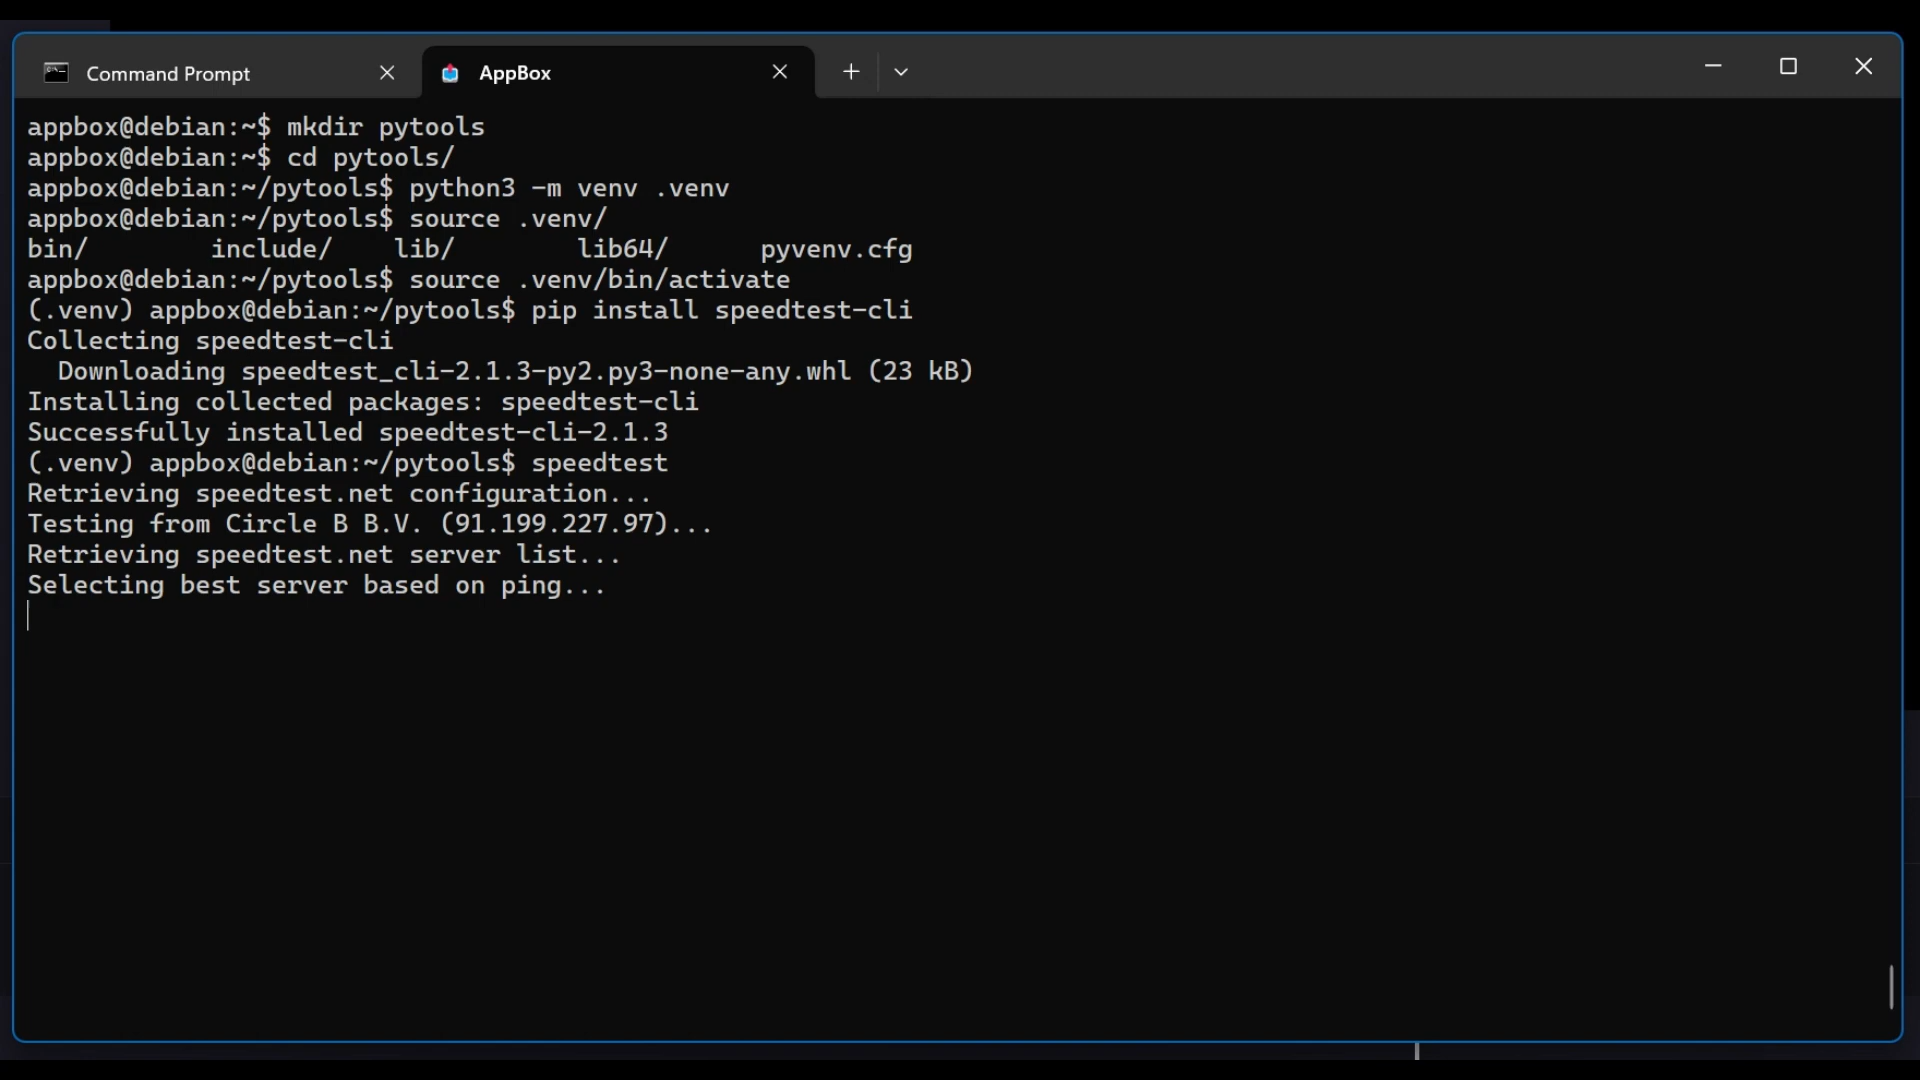 Command Prompt
AppBox
appbox@debian:~$ mkdir pytools
appbox@debian:~$ cd pytools/
appbox@debian:~/pytools$ python3 -m venv .venv
appbox@debian:~/pytools$ source .venv/
bin/        include/    lib/        lib64/      pyvenv.cfg
appbox@debian:~/pytools$ source .venv/bin/activate
(.venv) appbox@debian:~/pytools$ pip install speedtest-cli
Collecting speedtest-cli
  Downloading speedtest_cli-2.1.3-py2.py3-none-any.whl (23 kB)
Installing collected packages: speedtest-cli
Successfully installed speedtest-cli-2.1.3
(.venv) appbox@debian:~/pytools$ speedtest
Retrieving speedtest.net configuration...
Testing from Circle B B.V. (91.199.227.97)...
Retrieving speedtest.net server list...
Selecting best server based on ping...